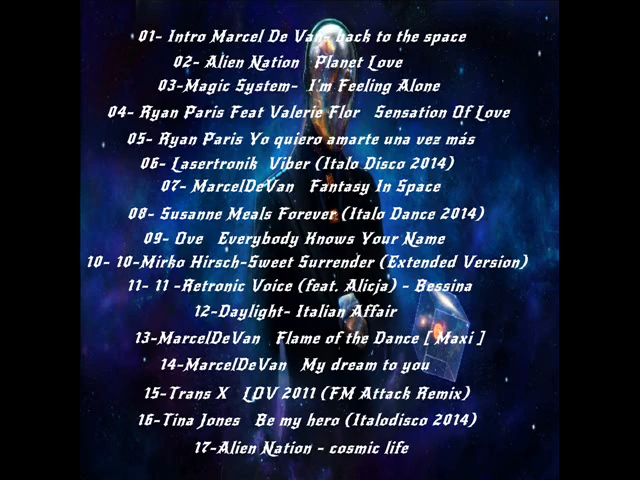 01- Intro Marcel De Van- back to the space
02- Alien Nation Planet Love
03-Magic System- I'm Feeling Alone
04- Ryan Paris Feat Valerie Flor Sensation Of Love
05- Ryan Paris Yo quiero amarte una vez más
06- Lasertronik Viber (Italo Disco 2014)
07- MarcelDeVan Fantasy In Space
08- Susanne Meals Forever (Italo Dance 2014)
09- Ove Everybody Knows Your Name
10- 10-Mirko Hirsch-Sweet Surrender (Extended Version)
11- 11 -Retronic Voice (feat. Alicja) - Bessina
12-Daylight- Italian Affair
13-MarcelDeVan Flame of the Dance [ Maxi ]
14-MarcelDeVan My dream to you
15-Trans X LOV 2011 (FM Attack Remix)
16-Tina Jones Be my hero (Italodisco 2014)
17-Alien Nation - cosmic life